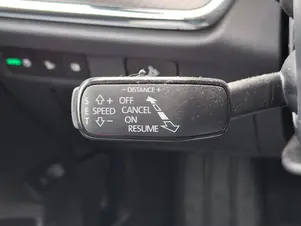 – DISTANCE +
S ⇧+ OFF
E SPEED CANCEL
T ⇩– ON
RESUME